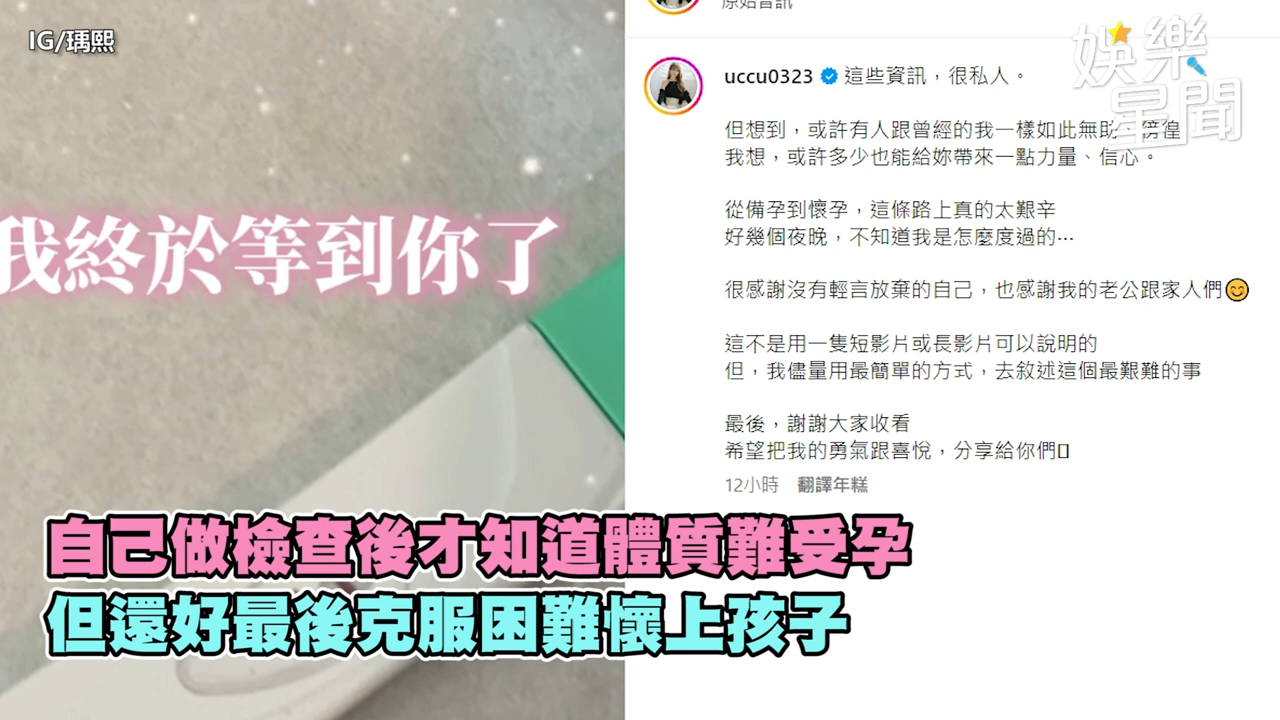 IG/瑀熙
原始音訊
娛樂星聞
uccu0323 這些資訊，很私人。
但想到，或許有人跟曾經的我一樣如此無助、徬徨
我想，或許多少也能給妳帶來一點力量、信心。
從備孕到懷孕，這條路上真的太艱辛
好幾個夜晚，不知道我是怎麼度過的…
很感謝沒有輕言放棄的自己，也感謝我的老公跟家人們😊
這不是用一隻短影片或長影片可以說明的
但，我儘量用最簡單的方式，去敘述這個最艱難的事
最後，謝謝大家收看
希望把我的勇氣跟喜悅，分享給你們
12小時 翻譯年糕
我終於等到你了
自己做檢查後才知道體質難受孕
但還好最後克服困難懷上孩子